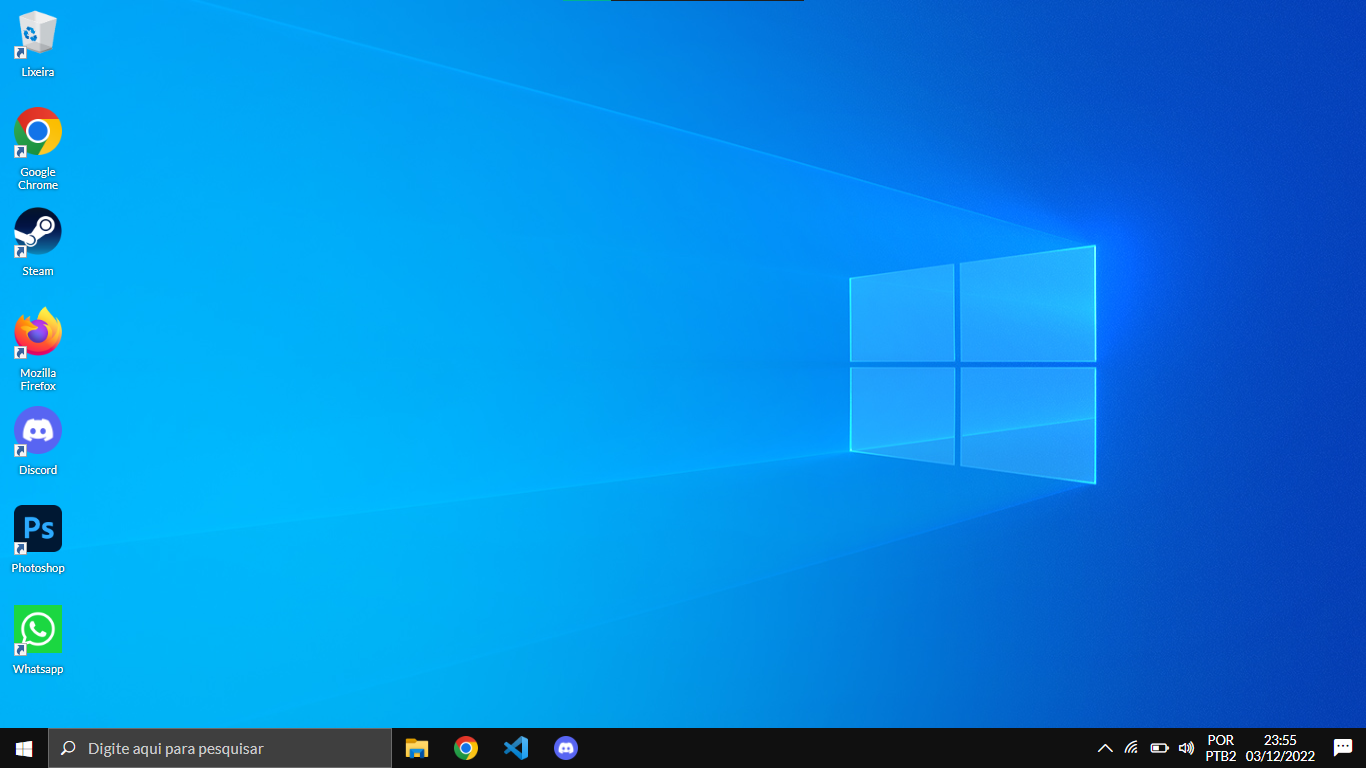 Lixeira
Google
Chrome
Steam
Mozilla
Firefox
Discord
Ps
Photoshop
Whatsapp
Digite aqui para pesquisar
POR
PTB2
23:55
03/12/2022